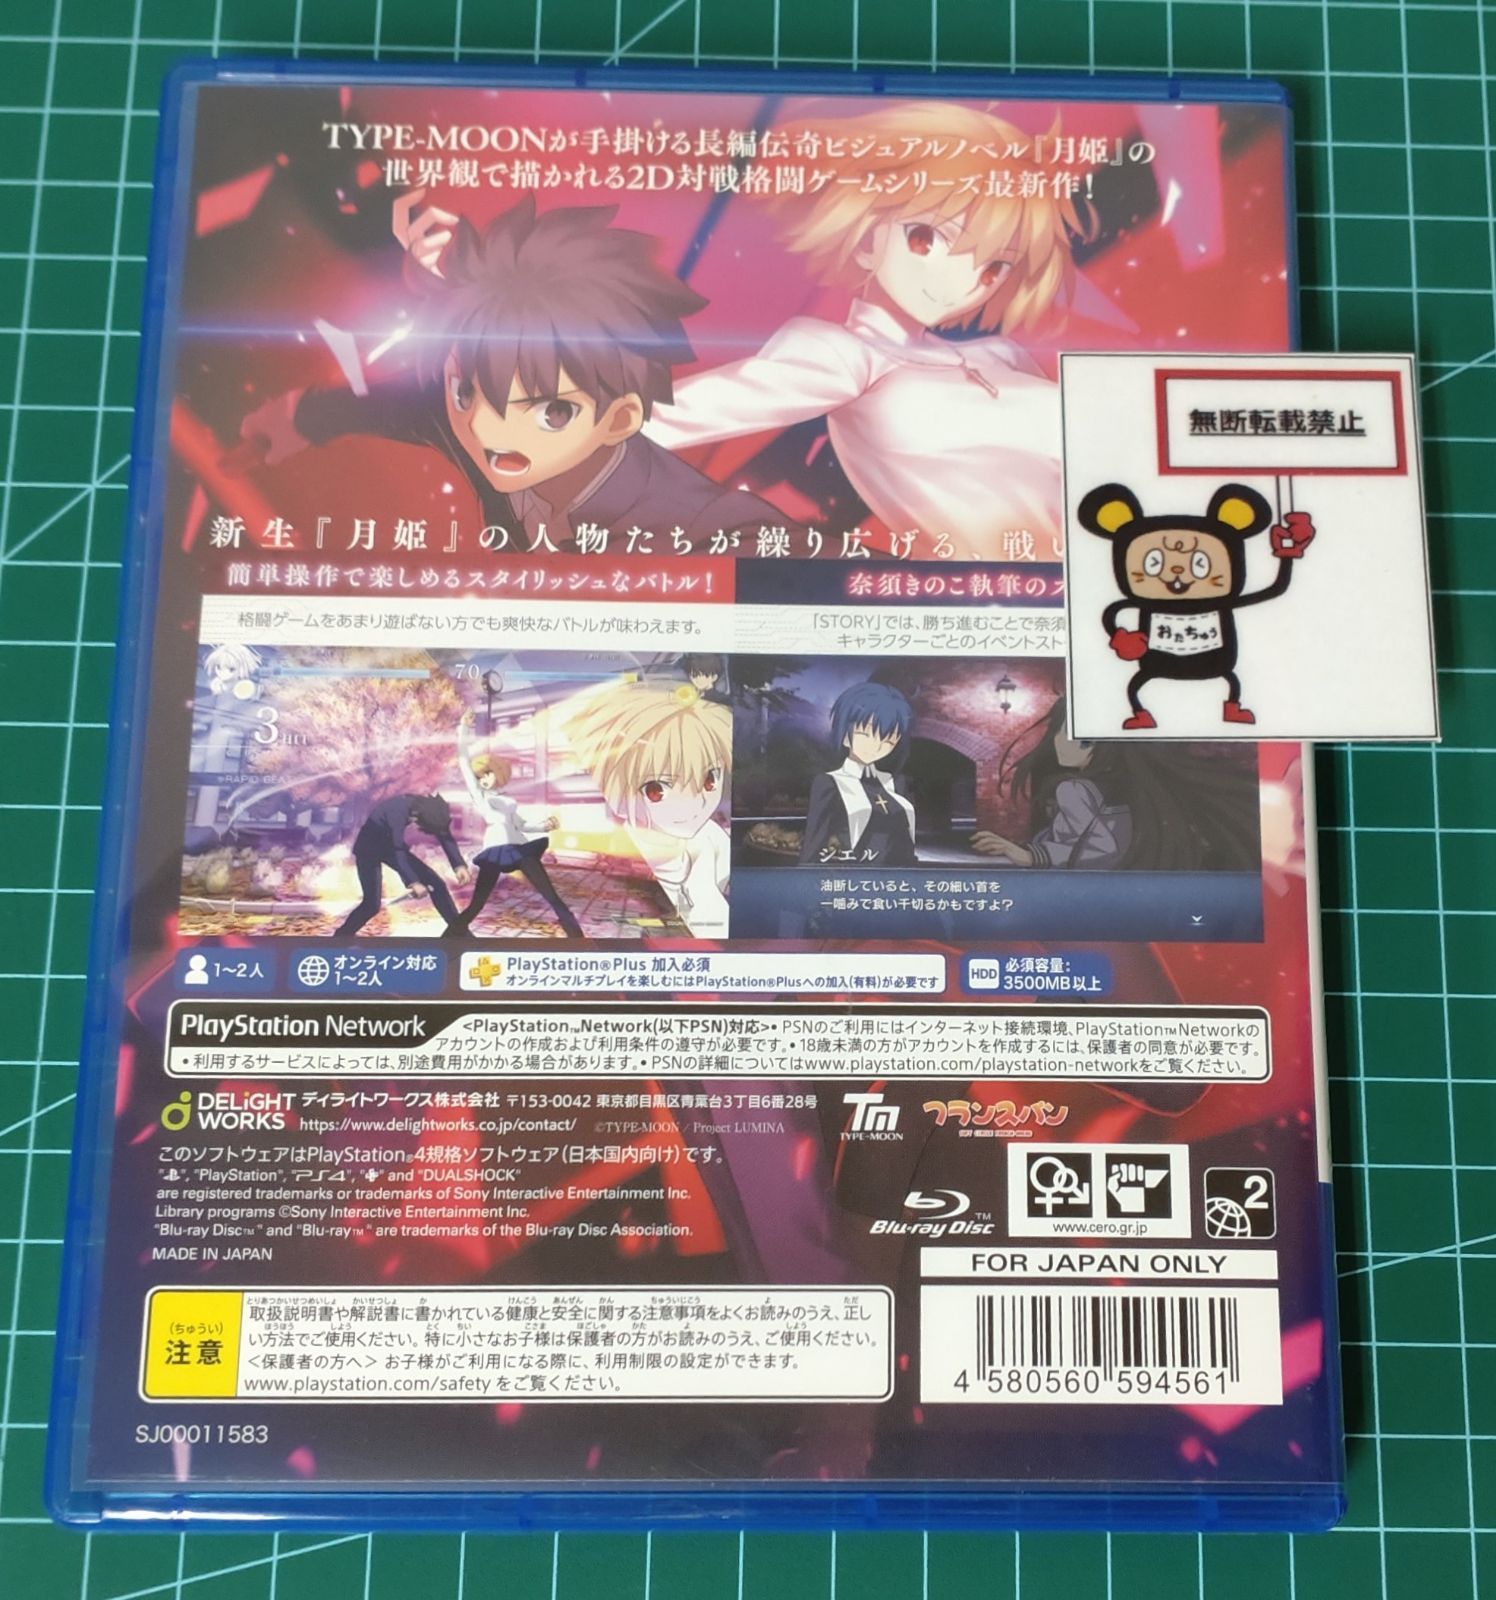 TYPE-MOONが手掛ける長編伝奇ビジュアルノベル『月姫』の
世界観で描かれる2D対戦格闘ゲームシリーズ最新作!
無断転載禁止
おたちゅう
新生『月姫』の人物たちが繰り広げる、戦い
簡単操作で楽しめるスタイリッシュなバトル!
格闘ゲームをあまり遊ばない方でも爽快なバトルが味わえます。
奈須きのこ執筆の
「STORY」では、勝ち進むことで奈須
キャラクターごとのイベントスト
70
3 HIT
RAPID BEAT
シエル
油断していると、その細い首を
一噛みで食い千切るかもですよ?
1～2人
オンライン対応
1～2人
PlayStation®Plus 加入必須
オンラインマルチプレイを楽しむにはPlayStation®Plusへの加入(有料)が必要です
HDD
必須容量:
3500MB以上
PlayStation Network
<PlayStation™Network(以下PSN)対応>• PSNのご利用にはインターネット接続環境、PlayStation™Networkの
アカウントの作成および利用条件の遵守が必要です。• 18歳未満の方がアカウントを作成するには、保護者の同意が必要です。
• 利用するサービスによっては、別途費用がかかる場合があります。• PSNの詳細についてはwww.playstation.com/playstation-networkをご覧ください。
DELiGHT WORKS ディライトワークス株式会社 〒153-0042 東京都目黒区青葉台3丁目6番28号
https://www.delightworks.co.jp/contact/ ©TYPE-MOON / Project LUMINA
TYPE-MOON
フランスパン
このソフトウェアはPlayStation®4規格ソフトウェア(日本国内向け)です。
"PlayStation", "PS4", and "DUALSHOCK"
are registered trademarks or trademarks of Sony Interactive Entertainment Inc.
Library programs ©Sony Interactive Entertainment Inc.
"Blu-ray Disc™" and "Blu-ray™" are trademarks of the Blu-ray Disc Association.
MADE IN JAPAN
Blu-ray Disc™
www.cero.gr.jp
2
FOR JAPAN ONLY
4 580560 594561
(ちゅうい)
注意
取扱説明書や解説書に書かれている健康と安全に関する注意事項をよくお読みのうえ、正し
い方法でご使用ください。特に小さなお子様は保護者の方がお読みのうえ、ご使用ください。
<保護者の方へ> お子様がご利用になる際に、利用制限の設定ができます。
www.playstation.com/safety をご覧ください。
SJ00011583